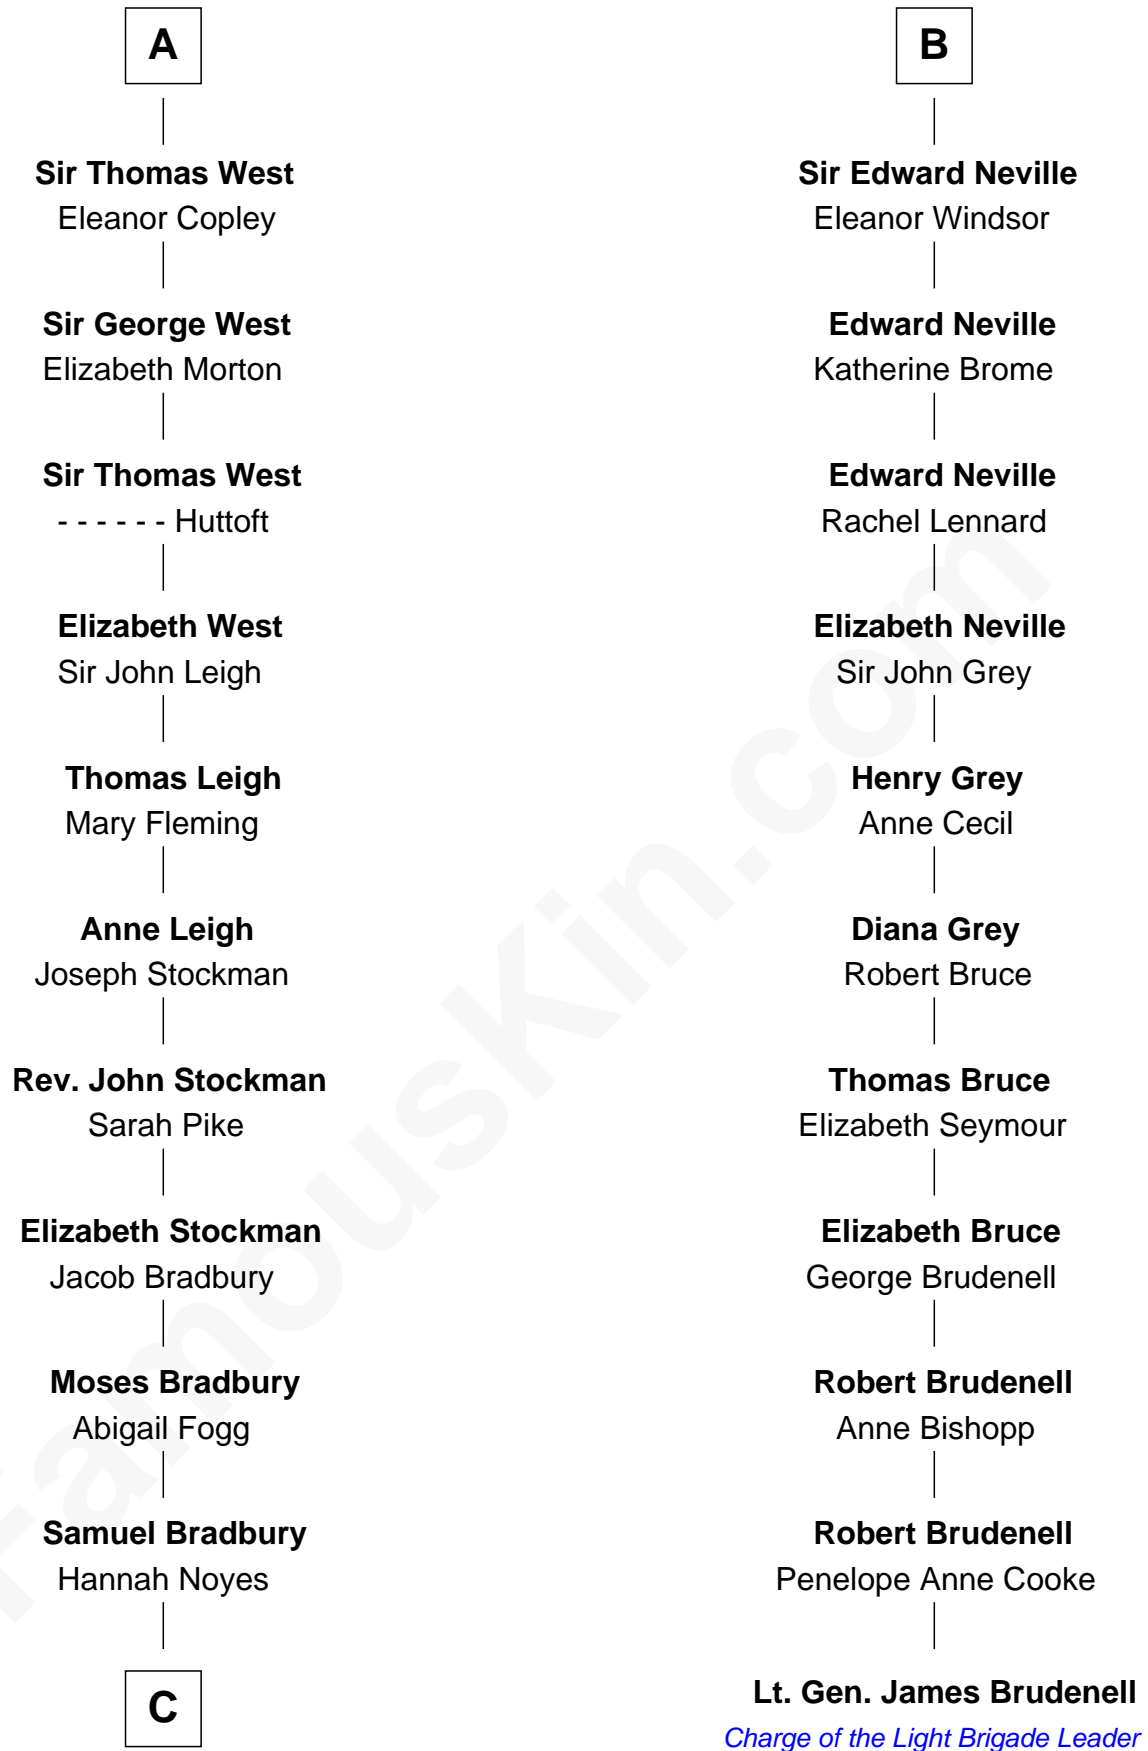 A
Sir Thomas West
Eleanor Copley
Sir George West
Elizabeth Morton
Sir Thomas West
- - - - - - Huttoft
Elizabeth West
Sir John Leigh
Thomas Leigh
Mary Fleming
Anne Leigh
Joseph Stockman
Rev. John Stockman
Sarah Pike
Elizabeth Stockman
Jacob Bradbury
Moses Bradbury
Abigail Fogg
Samuel Bradbury
Hannah Noyes
C
B
Sir Edward Neville
Eleanor Windsor
Edward Neville
Katherine Brome
Edward Neville
Rachel Lennard
Elizabeth Neville
Sir John Grey
Henry Grey
Anne Cecil
Diana Grey
Robert Bruce
Thomas Bruce
Elizabeth Seymour
Elizabeth Bruce
George Brudenell
Robert Brudenell
Anne Bishopp
Robert Brudenell
Penelope Anne Cooke
Lt. Gen. James Brudenell
Charge of the Light Brigade Leader
FamousKin.com